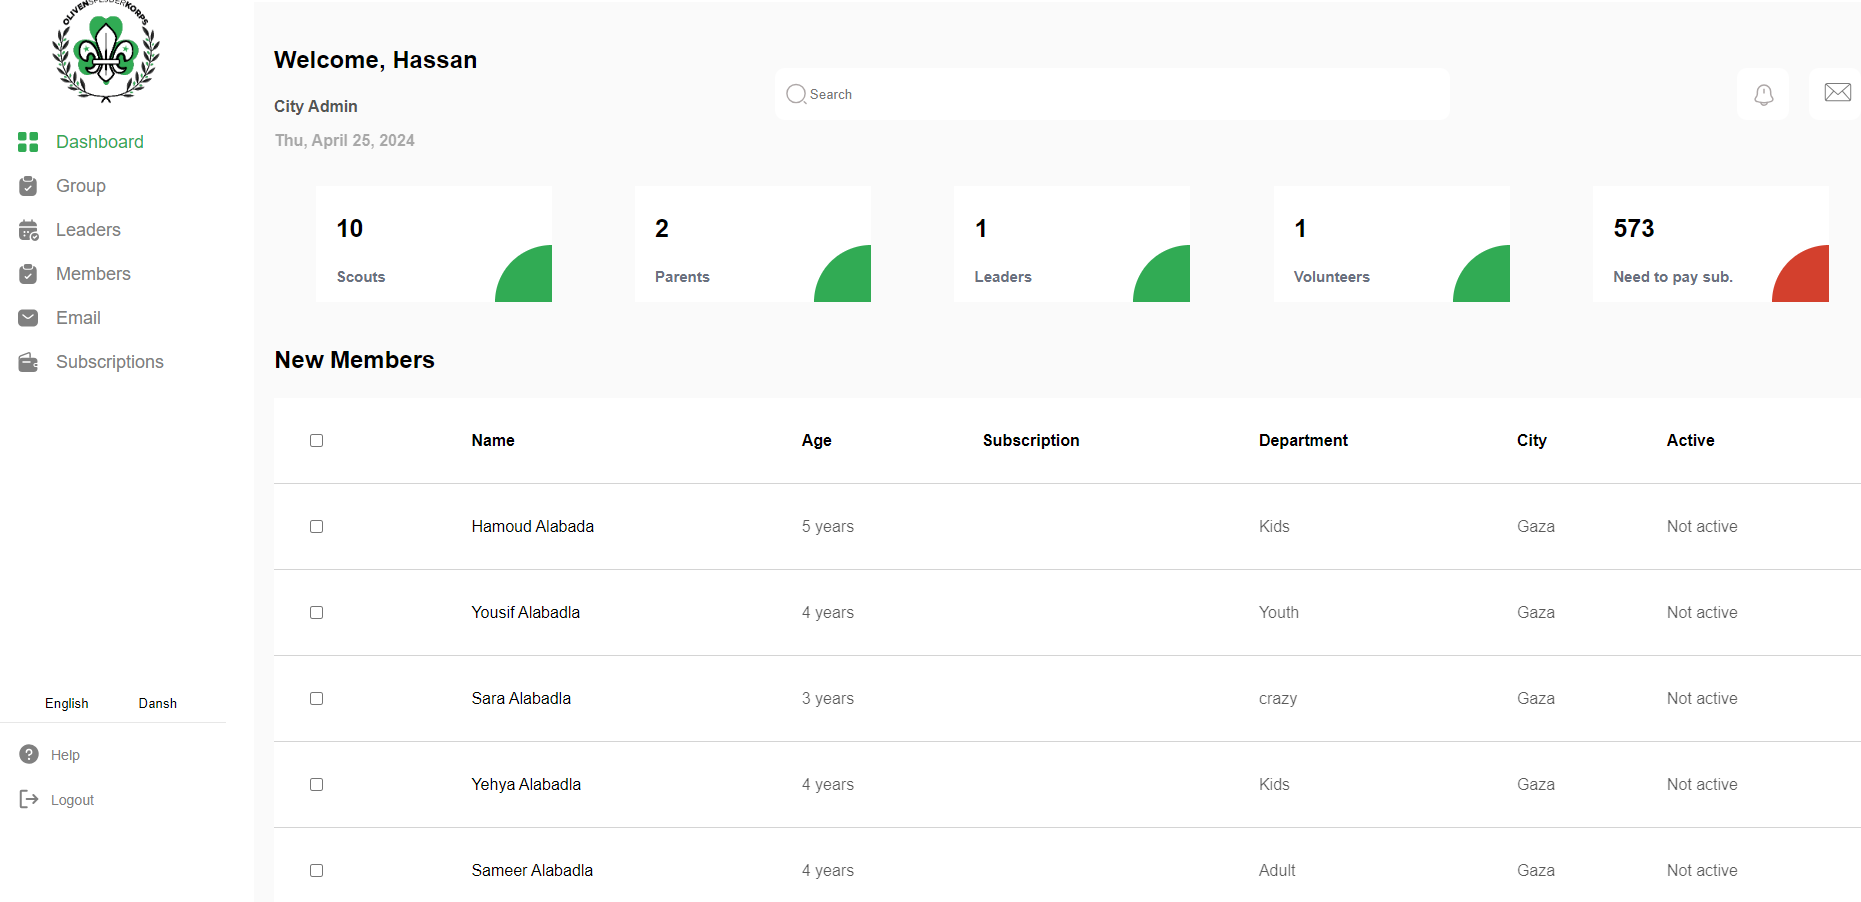 OLIVENSPEJDERKORPS
Dashboard
Group
Leaders
Members
Email
Subscriptions
English Dansh
Help
Logout
Welcome, Hassan
City Admin
Thu, April 25, 2024
Search
10
Scouts
2
Parents
1
Leaders
1
Volunteers
573
Need to pay sub.
New Members
Name Age Subscription Department City Active
Hamoud Alabada 5 years Kids Gaza Not active
Yousif Alabadla 4 years Youth Gaza Not active
Sara Alabadla 3 years crazy Gaza Not active
Yehya Alabadla 4 years Kids Gaza Not active
Sameer Alabadla 4 years Adult Gaza Not active